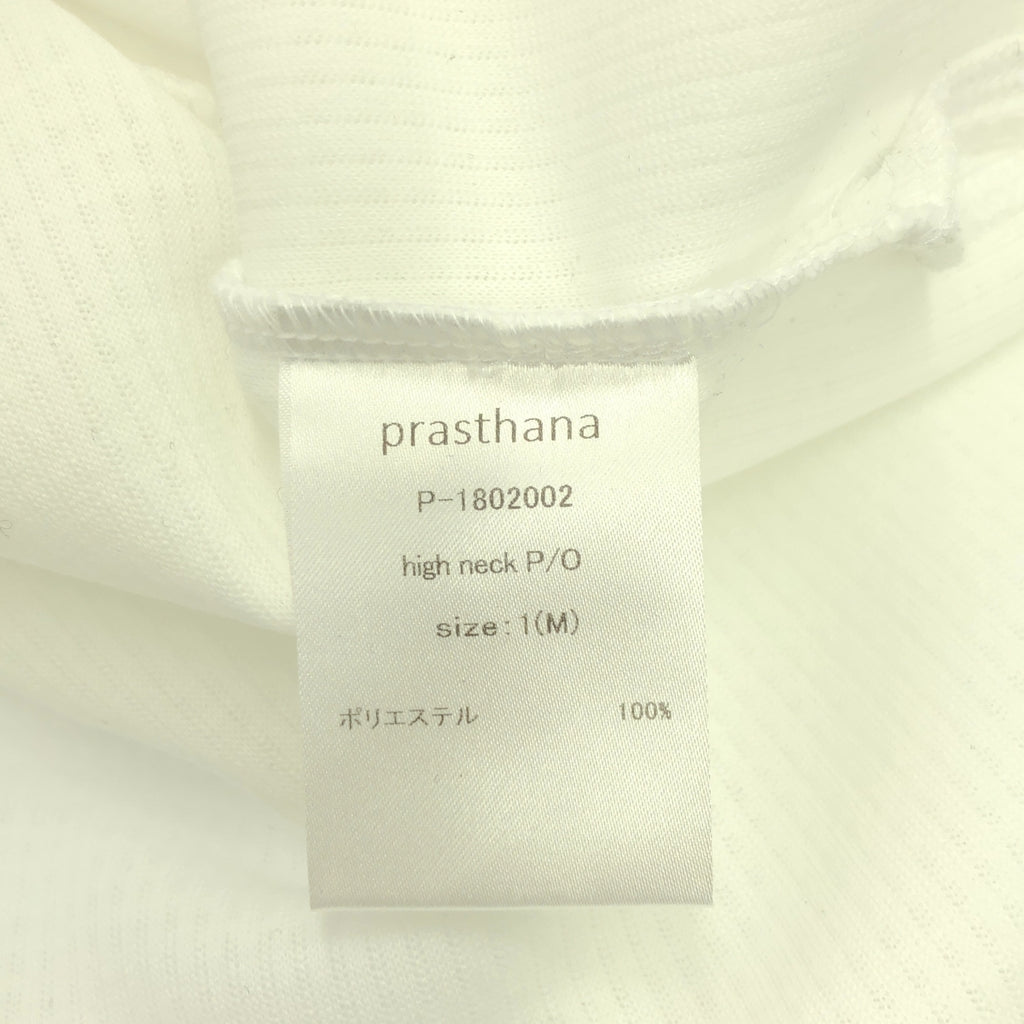 prasthana
P-1802002
high neck P/O
size: 1(M)
ポリエステル 100%